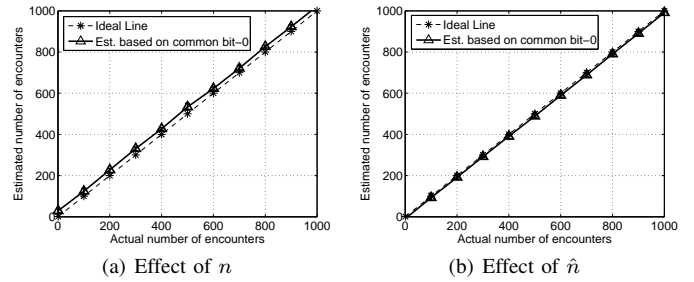 1000
800
600
400
200
0
Estimated number of encounters
Ideal Line
Est. based on common bit−0
0 200 400 600 800 1000
Actual number of encounters
(a) Effect of n
1000
800
600
400
200
0
Estimated number of encounters
Ideal Line
Est. based on common bit−0
0 200 400 600 800 1000
Actual number of encounters
(b) Effect of n̂